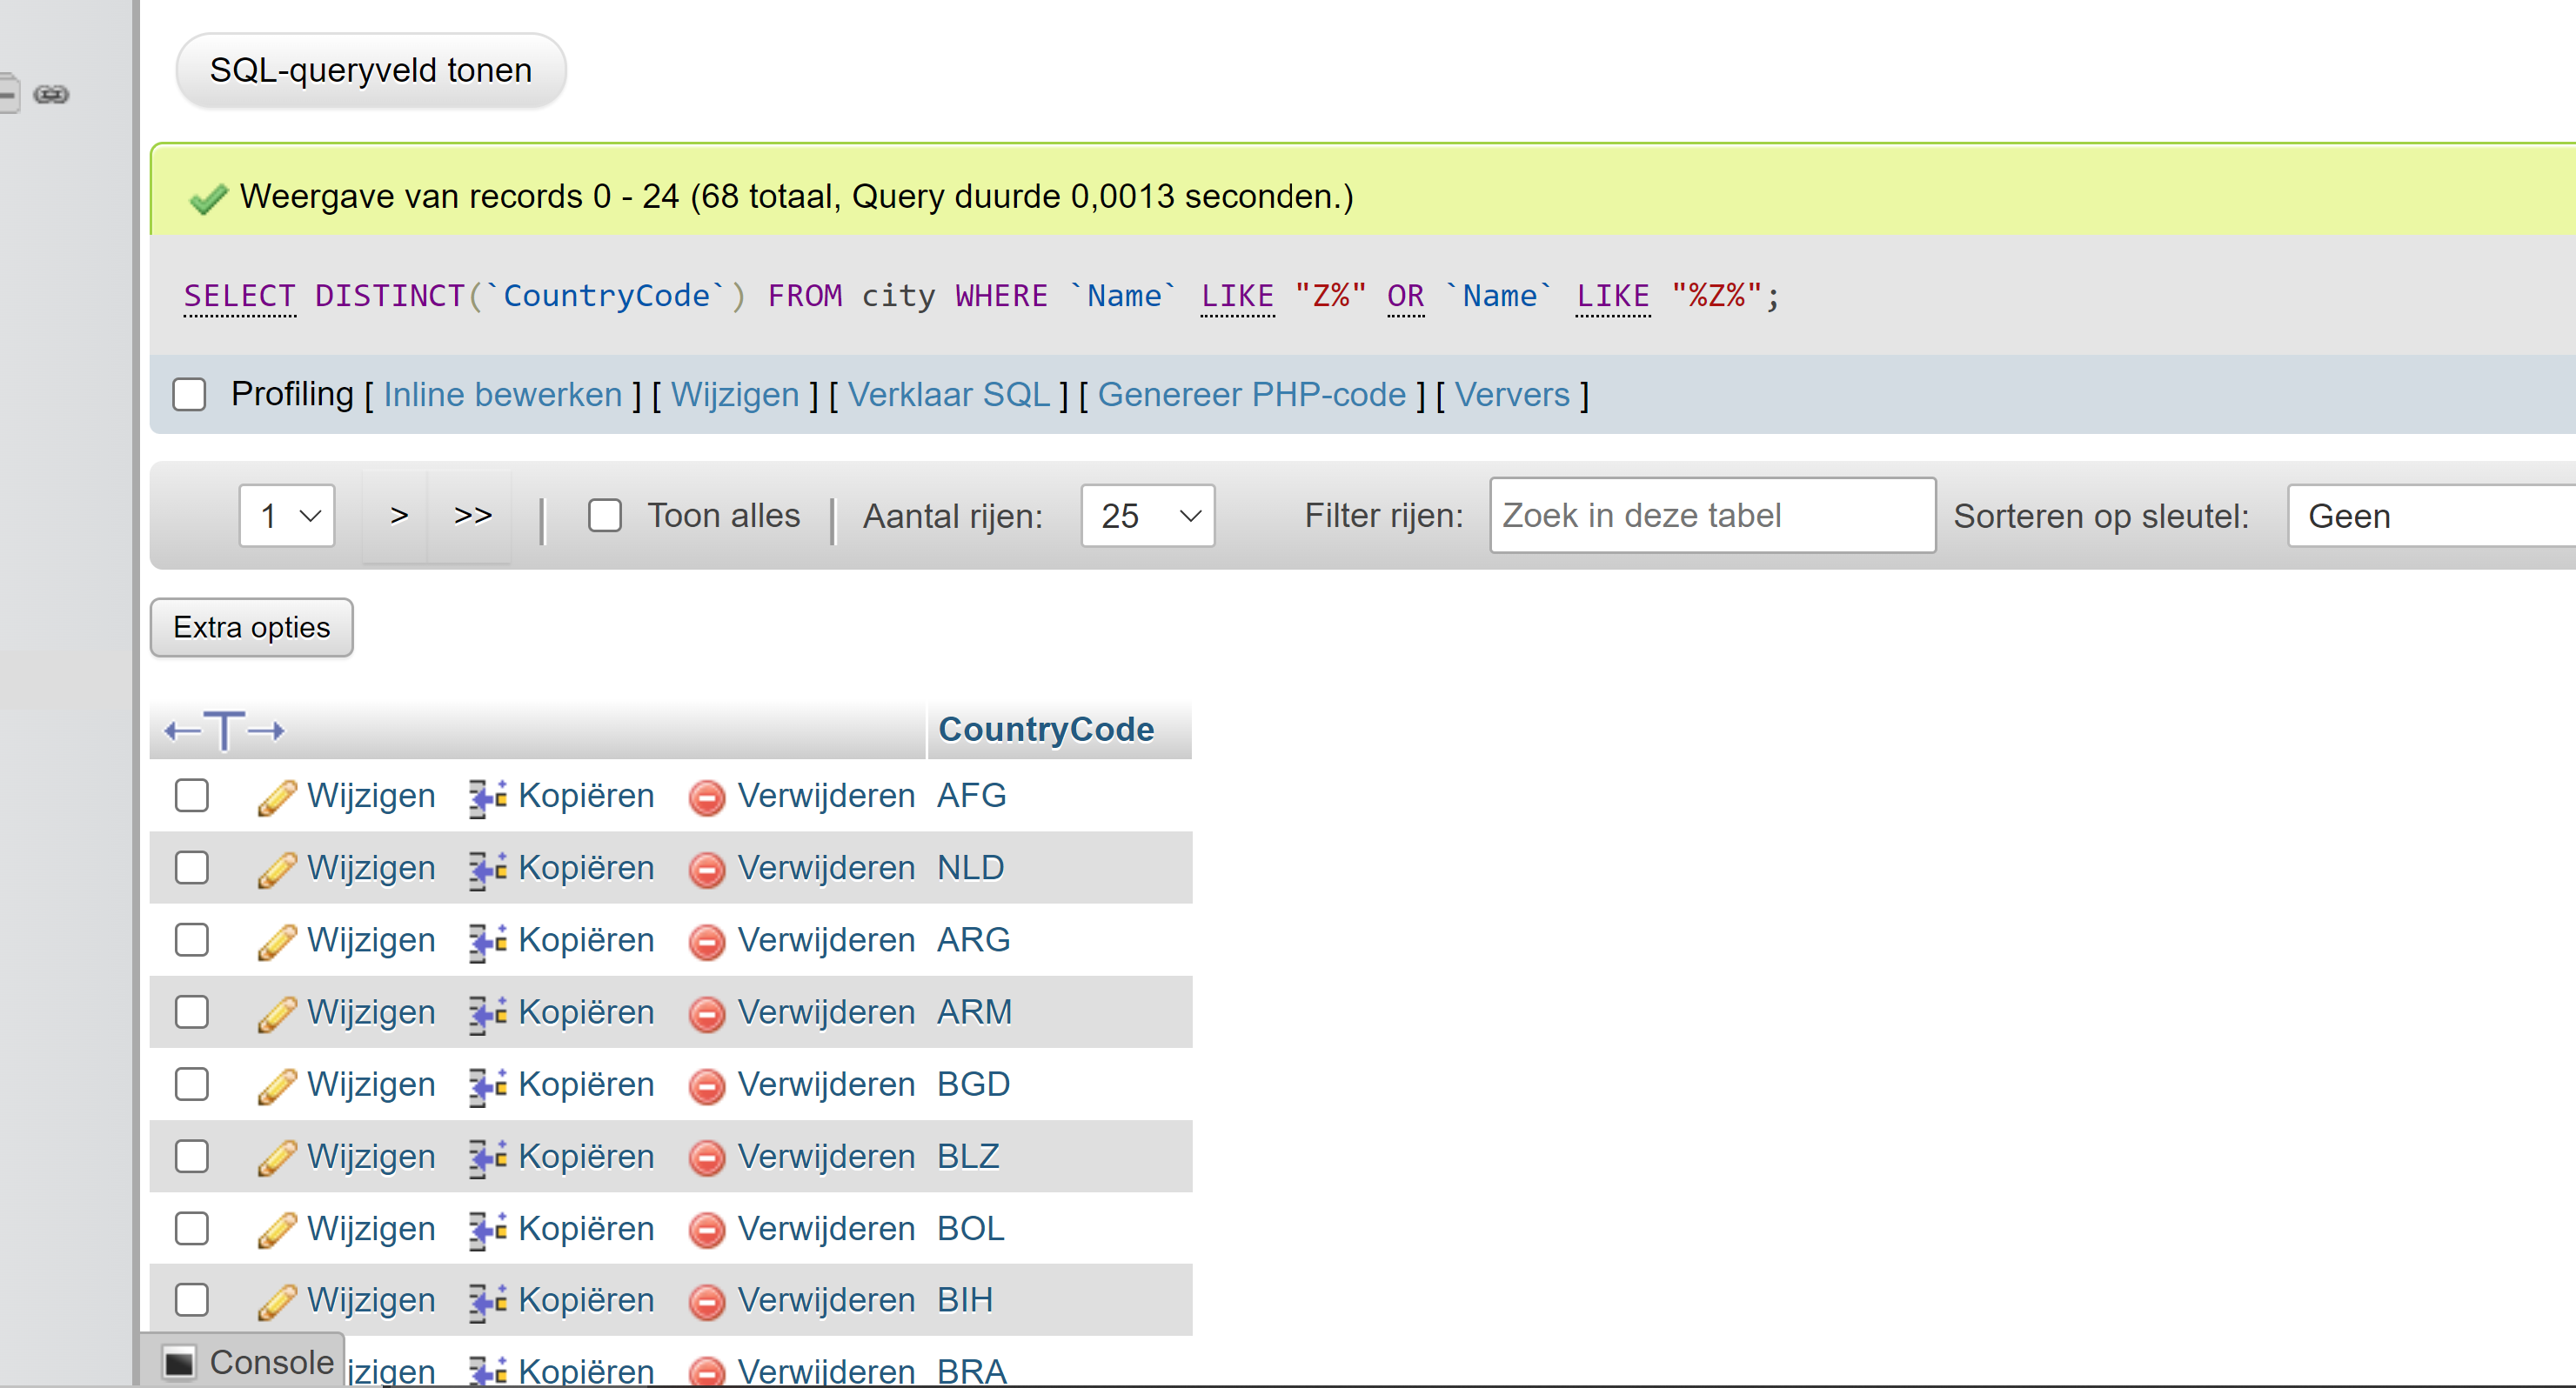 SQL-queryveld tonen
Weergave van records 0 - 24 (68 totaal, Query duurde 0,0013 seconden.)
SELECT DISTINCT(`CountryCode`) FROM city WHERE `Name` LIKE "Z%" OR `Name` LIKE "%Z%";
Profiling [ Inline bewerken ] [ Wijzigen ] [ Verklaar SQL ] [ Genereer PHP-code ] [ Ververs ]
1 > >> | Toon alles | Aantal rijen: 25 Filter rijen: Zoek in deze tabel Sorteren op sleutel: Geen
Extra opties
←T→ CountryCode
Wijzigen Kopiëren Verwijderen AFG
Wijzigen Kopiëren Verwijderen NLD
Wijzigen Kopiëren Verwijderen ARG
Wijzigen Kopiëren Verwijderen ARM
Wijzigen Kopiëren Verwijderen BGD
Wijzigen Kopiëren Verwijderen BLZ
Wijzigen Kopiëren Verwijderen BOL
Wijzigen Kopiëren Verwijderen BIH
Console jzigen Kopiëren Verwijderen BRA